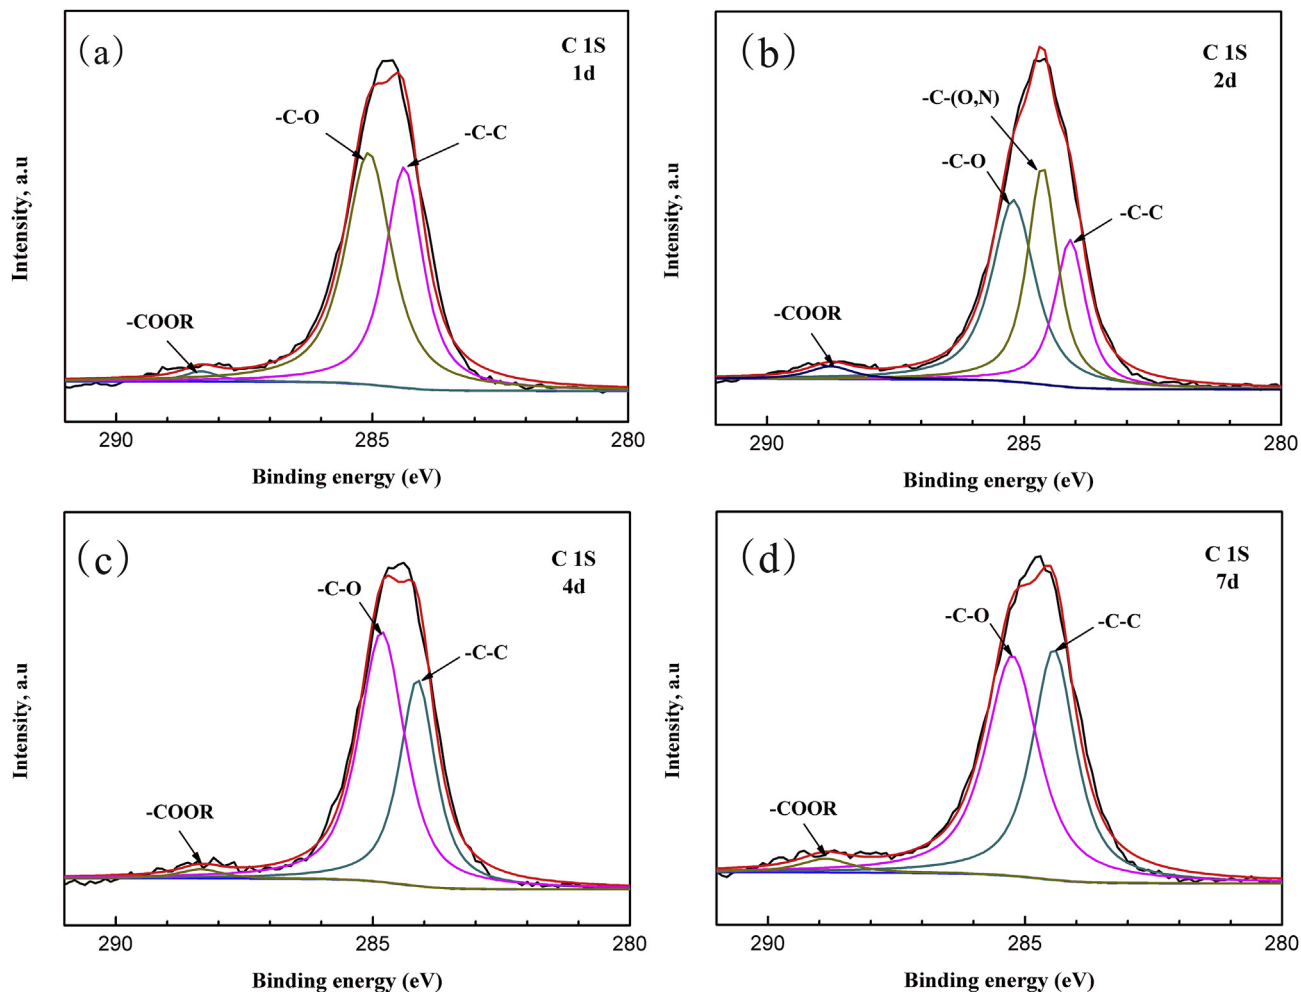 (a)
C 1S
1d
-C-O
-C-C
-COOR
Intensity, a.u
290
285
280
Binding energy (eV)
(b)
C 1S
2d
-C-(O,N)
-C-O
-C-C
-COOR
Intensity, a.u
290
285
280
Binding energy (eV)
(c)
C 1S
4d
-C-O
-C-C
-COOR
Intensity, a.u
290
285
280
Binding energy (eV)
(d)
C 1S
7d
-C-O
-C-C
-COOR
Intensity, a.u
290
285
280
Binding energy (eV)